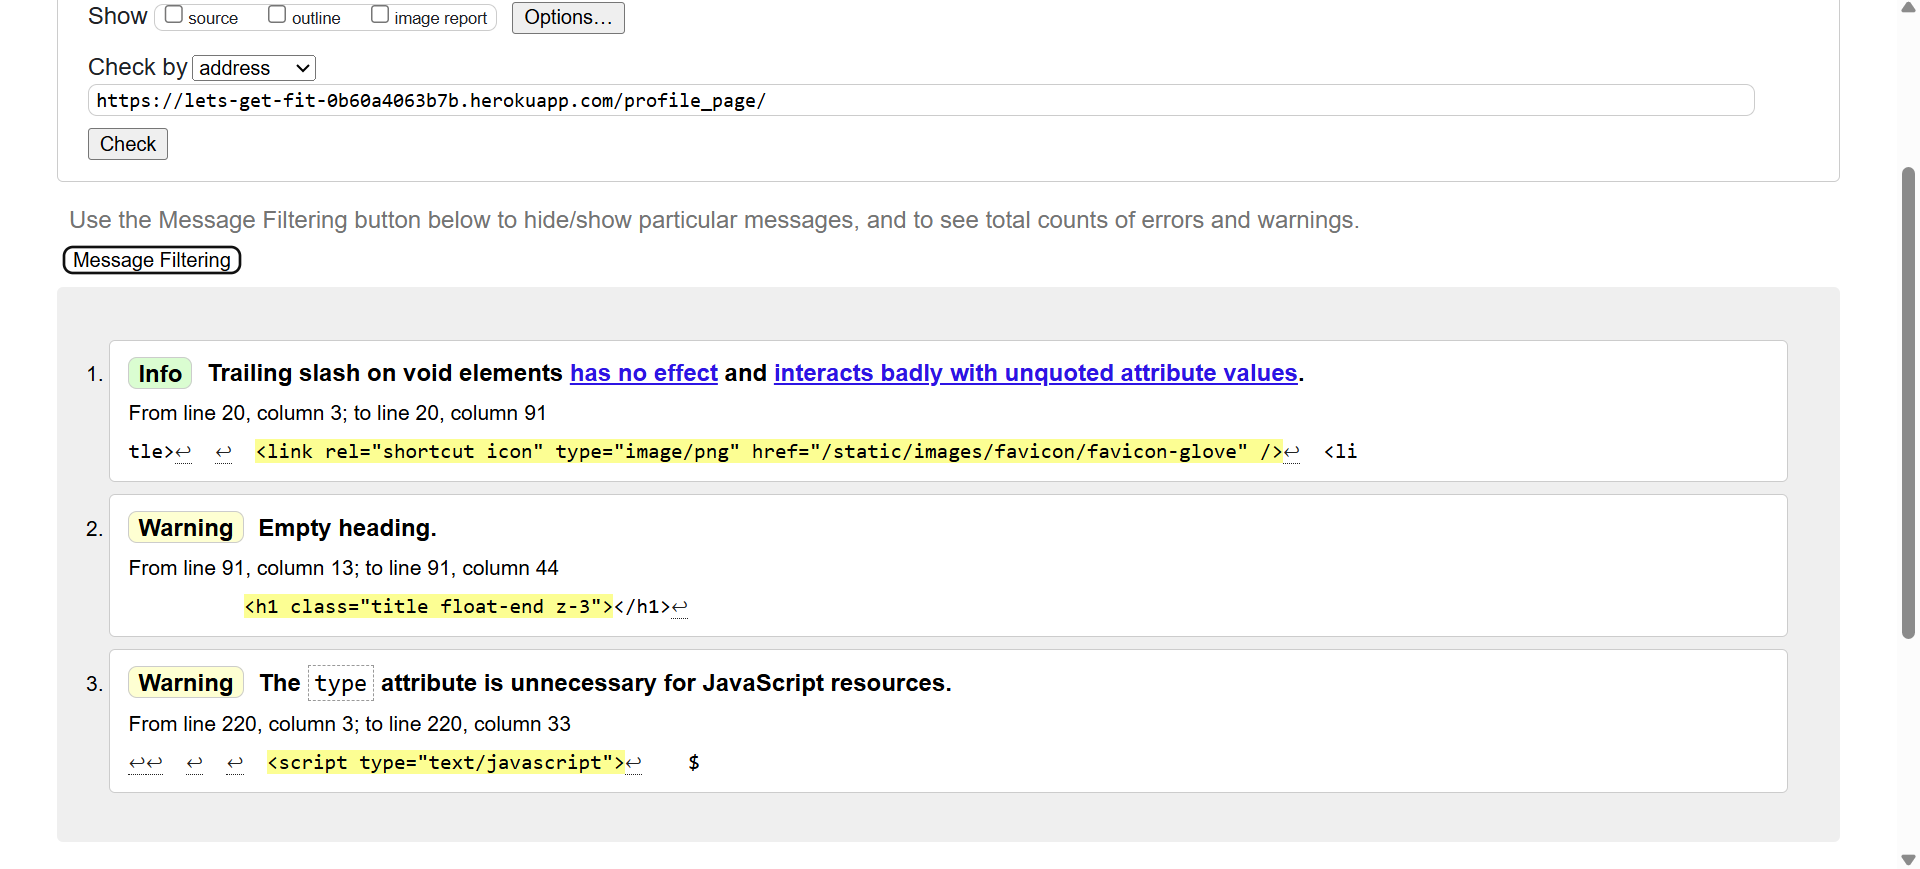 Show source outline image report Options...
Check by address
https://lets-get-fit-0b60a4063b7b.herokuapp.com/profile_page/
Check
Use the Message Filtering button below to hide/show particular messages, and to see total counts of errors and warnings.
Message Filtering
1. Info Trailing slash on void elements has no effect and interacts badly with unquoted attribute values.
From line 20, column 3; to line 20, column 91
tle>↩ ↩ <link rel="shortcut icon" type="image/png" href="/static/images/favicon/favicon-glove" />↩ <li
2. Warning Empty heading.
From line 91, column 13; to line 91, column 44
<h1 class="title float-end z-3"></h1>↩
3. Warning The type attribute is unnecessary for JavaScript resources.
From line 220, column 3; to line 220, column 33
↩↩ ↩ ↩ <script type="text/javascript">↩ $